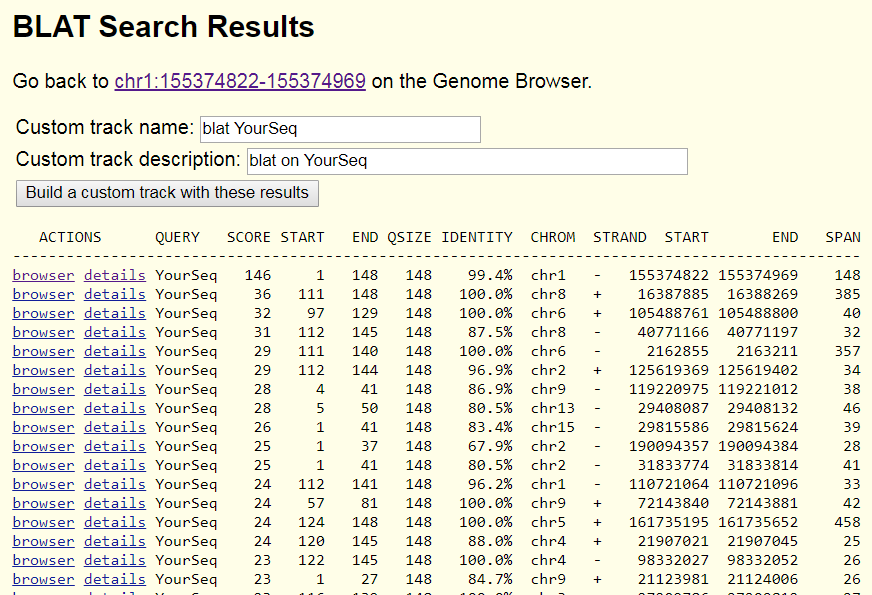 BLAT Search Results
Go back to chr1:155374822-155374969 on the Genome Browser.
Custom track name: blat YourSeq
Custom track description: blat on YourSeq
Build a custom track with these results
ACTIONS QUERY SCORE START END QSIZE IDENTITY CHROM STRAND START END SPAN
browser details YourSeq 146 1 148 148 99.4% chr1 - 155374822 155374969 148
browser details YourSeq 36 111 148 148 100.0% chr8 + 16387885 16388269 385
browser details YourSeq 32 97 129 148 100.0% chr6 + 105488761 105488800 40
browser details YourSeq 31 112 145 148 87.5% chr8 - 40771166 40771197 32
browser details YourSeq 29 111 140 148 100.0% chr6 - 2162855 2163211 357
browser details YourSeq 29 112 144 148 96.9% chr2 + 125619369 125619402 34
browser details YourSeq 28 4 41 148 86.9% chr9 - 119220975 119221012 38
browser details YourSeq 28 5 50 148 80.5% chr13 - 29408087 29408132 46
browser details YourSeq 26 1 41 148 83.4% chr15 - 29815586 29815624 39
browser details YourSeq 25 1 37 148 67.9% chr2 - 190094357 190094384 28
browser details YourSeq 25 1 41 148 80.5% chr2 - 31833774 31833814 41
browser details YourSeq 24 112 141 148 96.2% chr1 - 110721064 110721096 33
browser details YourSeq 24 57 81 148 100.0% chr9 + 72143840 72143881 42
browser details YourSeq 24 124 148 148 100.0% chr5 + 161735195 161735652 458
browser details YourSeq 24 120 145 148 88.0% chr4 + 21907021 21907045 25
browser details YourSeq 23 122 145 148 100.0% chr4 - 98332027 98332052 26
browser details YourSeq 23 1 27 148 84.7% chr9 + 21123981 21124006 26